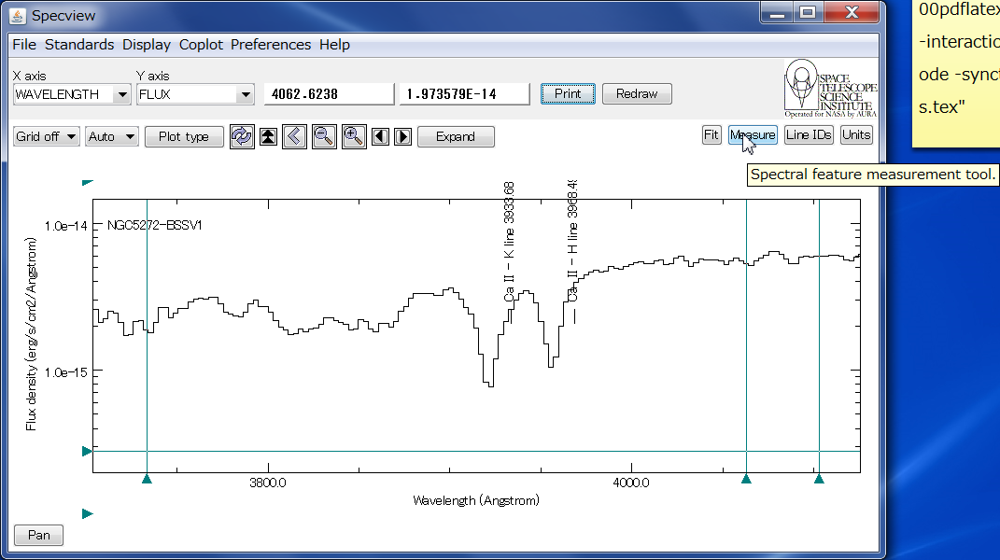 Specview
File Standards Display Coplot Preferences Help
X axis
Y axis
WAVELENGTH
FLUX
4062.6238
1.973579E-14
Print
Redraw
SPACE
TELESCOPE
SCIENCE
INSTITUTE
Operated for NASA by AURA
Grid off
Auto
Plot type
Expand
Fit
Measure
Line IDs
Units
Spectral feature measurement tool.
00pdflatex
-interactio
ode -synct
s.tex"
NGC5272-BSSV1
Ca II - K line 3933.68
Ca II - H line 3968.49
1.0e-14
1.0e-15
Flux density (erg/s/cm2/Angstrom)
3800.0
4000.0
Wavelength (Angstrom)
Pan